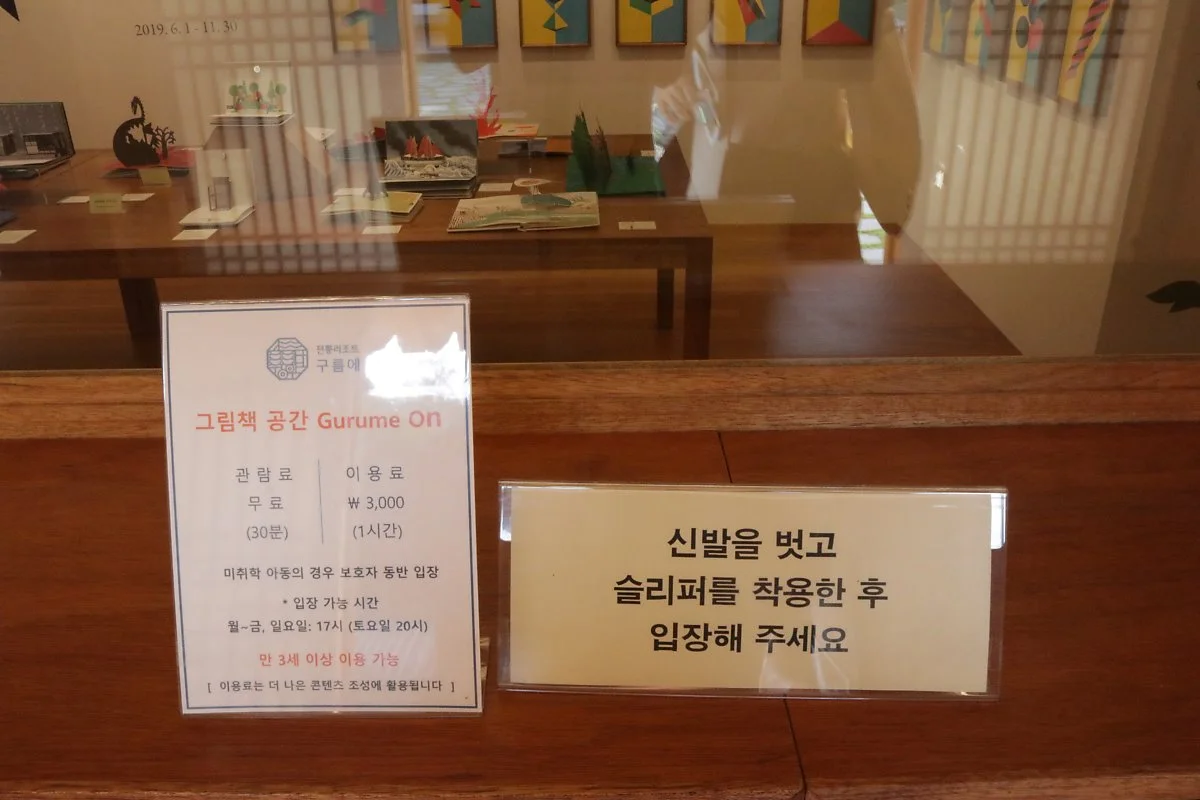 2019. 6. 1 - 11. 30
전통리조트
구름에
그림책 공간 Gurume On
관 람 료
무 료
(30분)
이 용 료
₩ 3,000
(1시간)
미취학 아동의 경우 보호자 동반 입장
* 입장 가능 시간
월~금, 일요일: 17시 (토요일 20시)
만 3세 이상 이용 가능
[ 이용료는 더 나은 콘텐츠 조성에 활용됩니다 ]
신발을 벗고
슬리퍼를 착용한 후
입장해 주세요